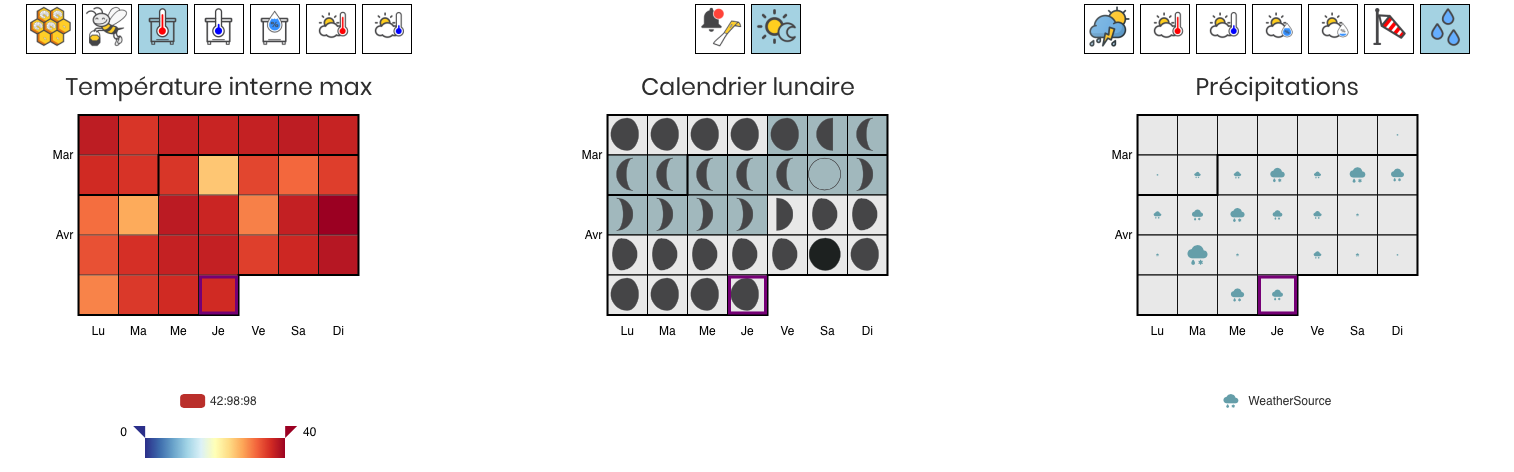 Température interne max
Calendrier lunaire
Précipitations
Mar
Avr
Lu Ma Me Je Ve Sa Di
Mar
Avr
Lu Ma Me Je Ve Sa Di
Mar
Avr
Lu Ma Me Je Ve Sa Di
42:98:98
0 40
WeatherSource